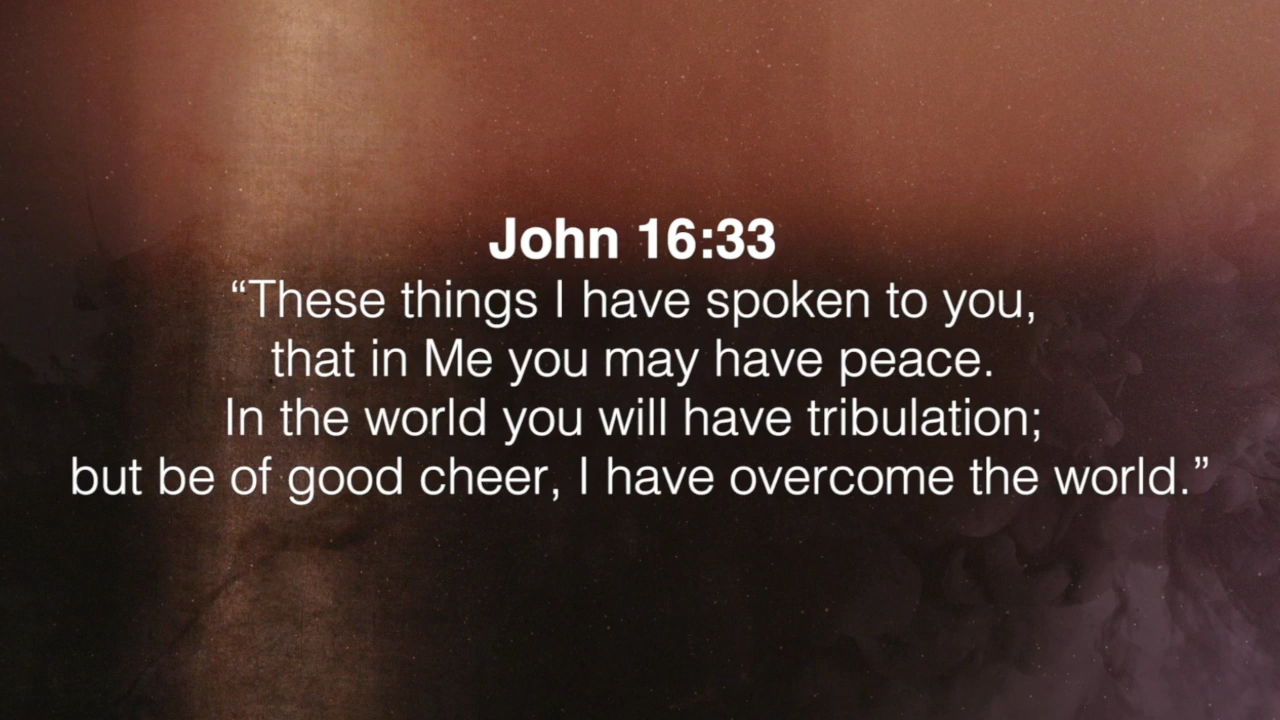 John 16:33
“These things I have spoken to you,
that in Me you may have peace.
In the world you will have tribulation;
but be of good cheer, I have overcome the world.”